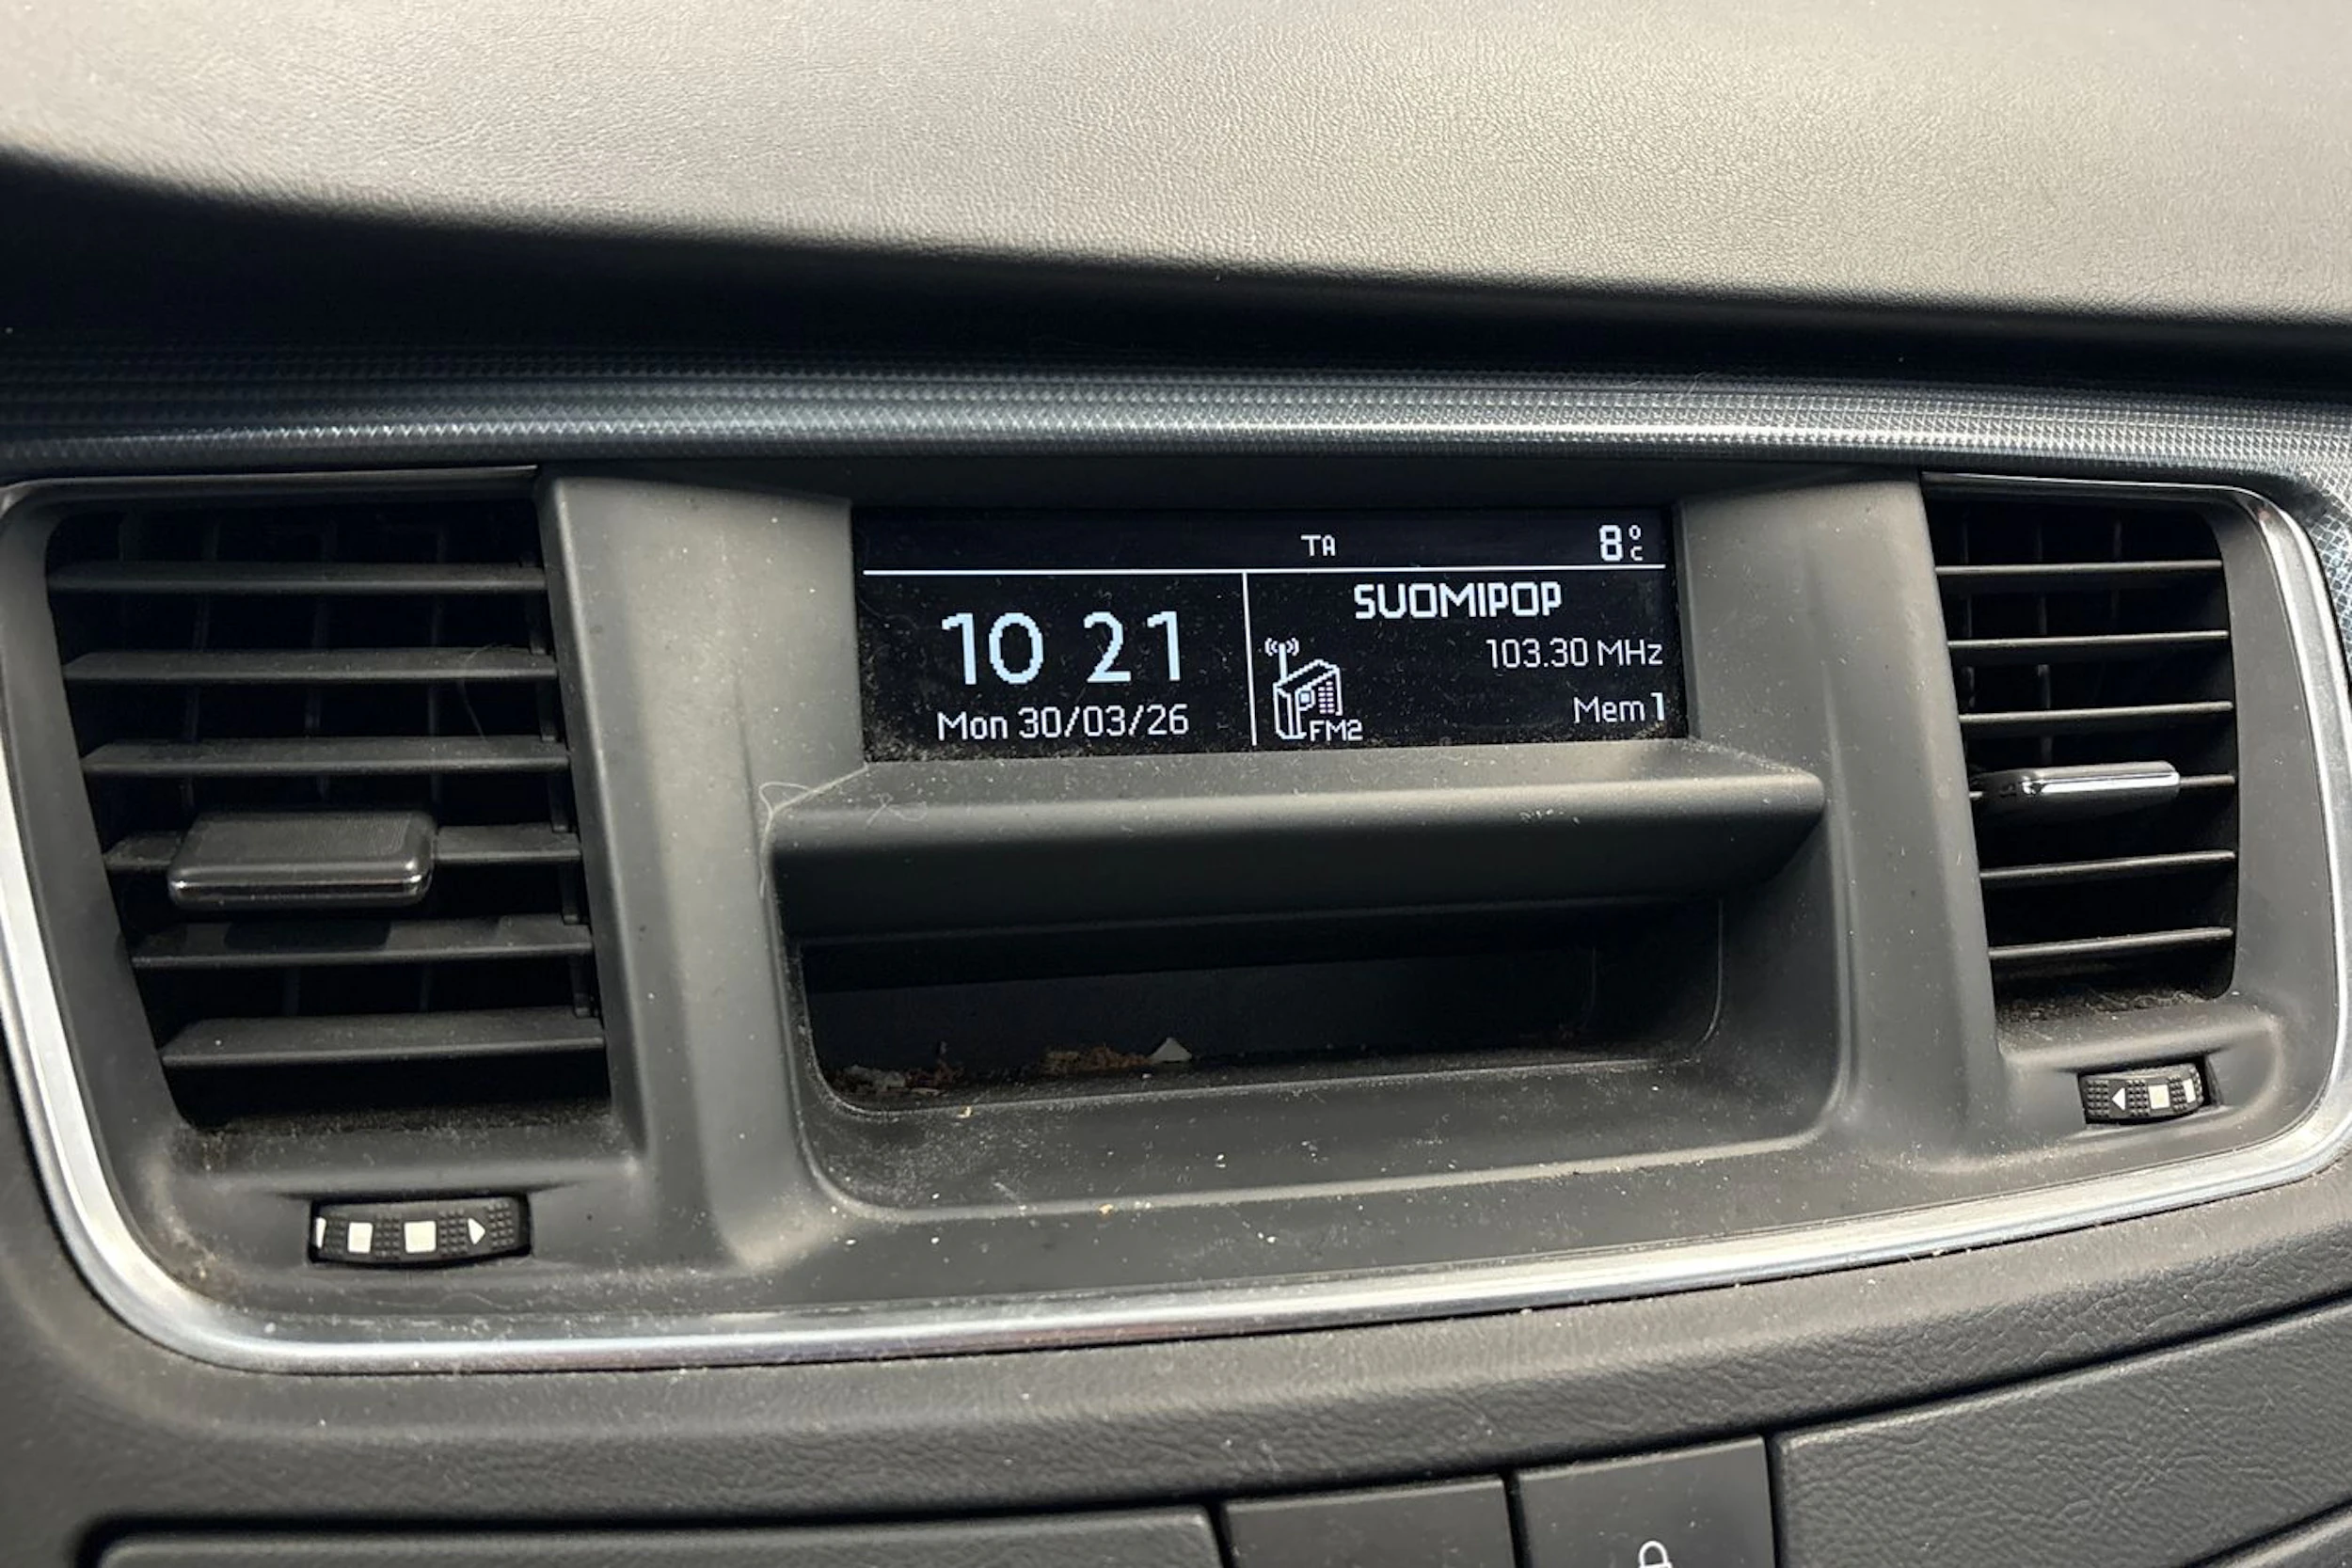 TA 8°C
10 21
Mon 30/03/26
SUOMIPOP
103.30 MHz
Mem 1
FM2